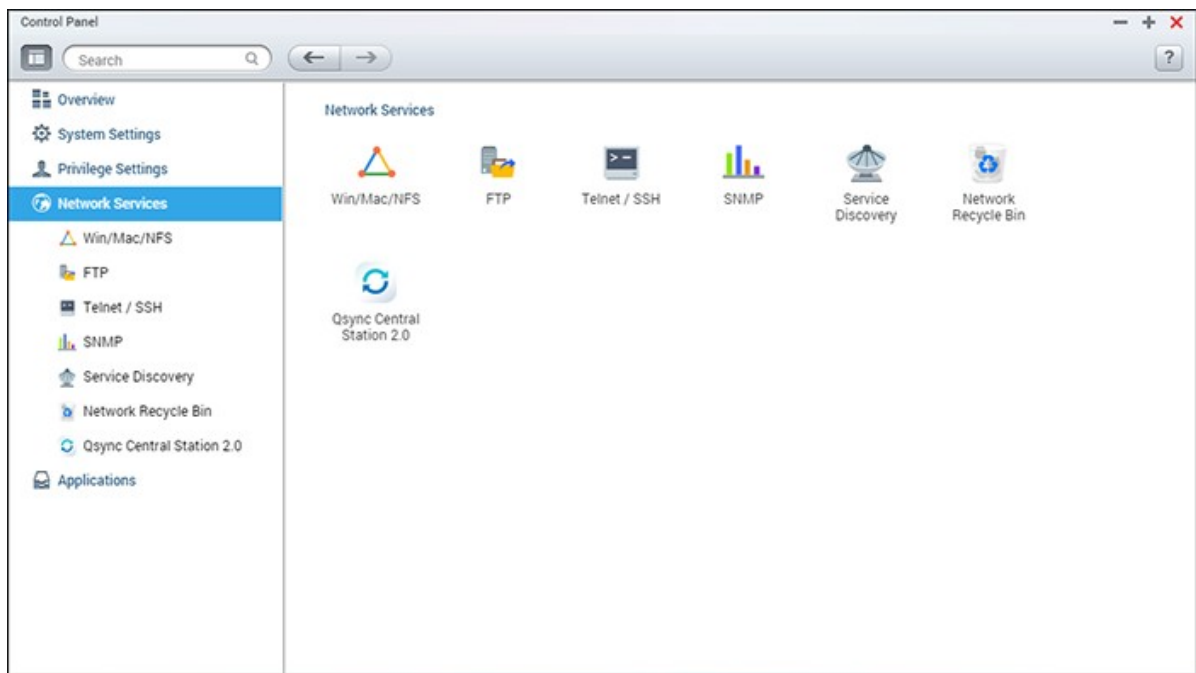 Control Panel
Search
?
Overview
System Settings
Privilege Settings
Network Services
Win/Mac/NFS
FTP
Telnet / SSH
SNMP
Service Discovery
Network Recycle Bin
Qsync Central Station 2.0
Applications
Network Services
Win/Mac/NFS
FTP
Telnet / SSH
SNMP
Service
Discovery
Network
Recycle Bin
Qsync Central
Station 2.0